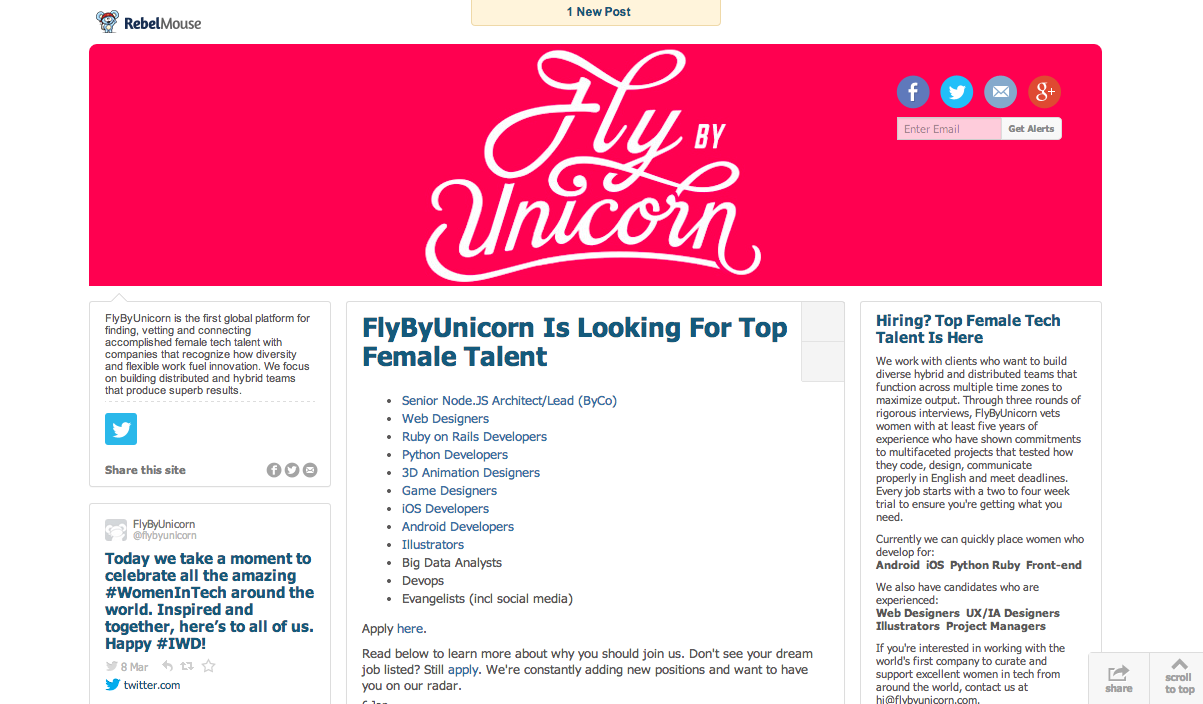 RebelMouse
1 New Post
Fly BY
Unicorn
f
g+
Enter Email
Get Alerts
FlyByUnicorn is the first global platform for
finding, vetting and connecting
accomplished female tech talent with
companies that recognize how diversity
and flexible work fuel innovation. We focus
on building distributed and hybrid teams
that produce superb results.
Share this site
FlyByUnicorn
@flybyunicorn
Today we take a moment to
celebrate all the amazing
#WomenInTech around the
world. Inspired and
together, here's to all of us.
Happy #IWD!
8 Mar
twitter.com
FlyByUnicorn Is Looking For Top
Female Talent
• Senior Node.JS Architect/Lead (ByCo)
• Web Designers
• Ruby on Rails Developers
• Python Developers
• 3D Animation Designers
• Game Designers
• iOS Developers
• Android Developers
• Illustrators
• Big Data Analysts
• Devops
• Evangelists (incl social media)
Apply here.
Read below to learn more about why you should join us. Don't see your dream
job listed? Still apply. We're constantly adding new positions and want to have
you on our radar.
Hiring? Top Female Tech
Talent Is Here
We work with clients who want to build
diverse hybrid and distributed teams that
function across multiple time zones to
maximize output. Through three rounds of
rigorous interviews, FlyByUnicorn vets
women with at least five years of
experience who have shown commitments
to multifaceted projects that tested how
they code, design, communicate
properly in English and meet deadlines.
Every job starts with a two to four week
trial to ensure you're getting what you
need.
Currently we can quickly place women who
develop for:
Android iOS Python Ruby Front-end
We also have candidates who are
experienced:
Web Designers UX/IA Designers
Illustrators Project Managers
If you're interested in working with the
world's first company to curate and
support excellent women in tech from
around the world, contact us at
hi@flybyunicorn.com.
share
scroll
to top